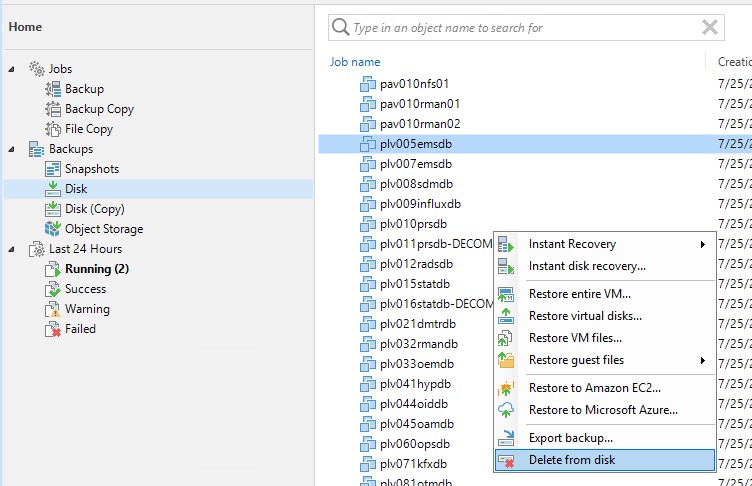 Home
Jobs
Backup
Backup Copy
File Copy
Backups
Snapshots
Disk
Disk (Copy)
Object Storage
Last 24 Hours
Running (2)
Success
Warning
Failed
Type in an object name to search for
Job name Creatio
pav010nfs01 7/25/2
pav010rman01 7/25/2
pav010rman02 7/25/2
plv005emsdb 7/25/2
plv007emsdb 7/25/2
plv008sdmdb 7/25/2
plv009influxdb 7/25/2
plv010prsdb 7/25/2
plv011prsdb-DECOM
plv012radsdb
plv015statdb
plv016statdb-DECOM
plv021dmtrdb
plv032rmandb
plv033oemdb
plv041hypdb
plv044oiddb
plv045oamdb
plv060opsdb
plv071kfxdb
plv081otmdb
Instant Recovery
Instant disk recovery...
Restore entire VM...
Restore virtual disks...
Restore VM files...
Restore guest files
Restore to Amazon EC2...
Restore to Microsoft Azure...
Export backup...
Delete from disk
7/25/2
7/25/2
7/25/2
7/25/2
7/25/2
7/25/2
7/25/2
7/25/2
7/25/2
7/25/2
7/25/2
7/25/2